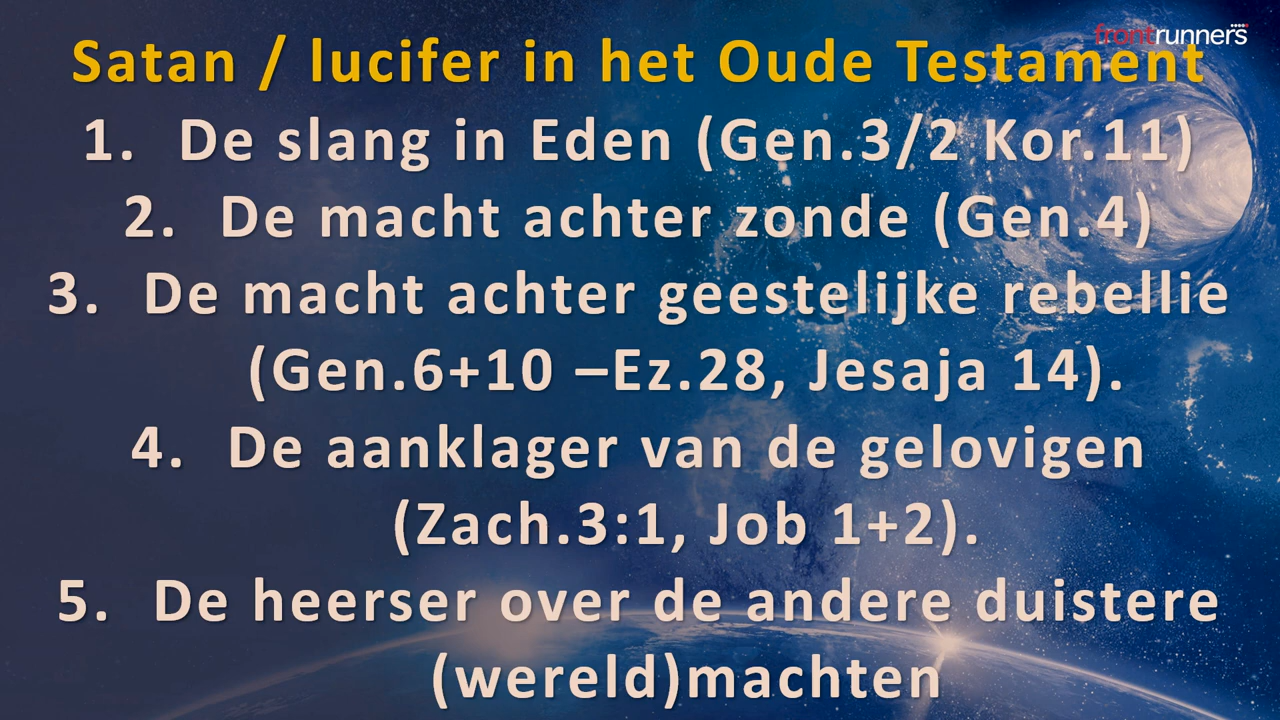 frontrunners
Satan / lucifer in het Oude Testament
1. De slang in Eden (Gen.3/2 Kor.11)
2. De macht achter zonde (Gen.4)
3. De macht achter geestelijke rebellie
(Gen.6+10 –Ez.28, Jesaja 14).
4. De aanklager van de gelovigen
(Zach.3:1, Job 1+2).
5. De heerser over de andere duistere
(wereld)machten